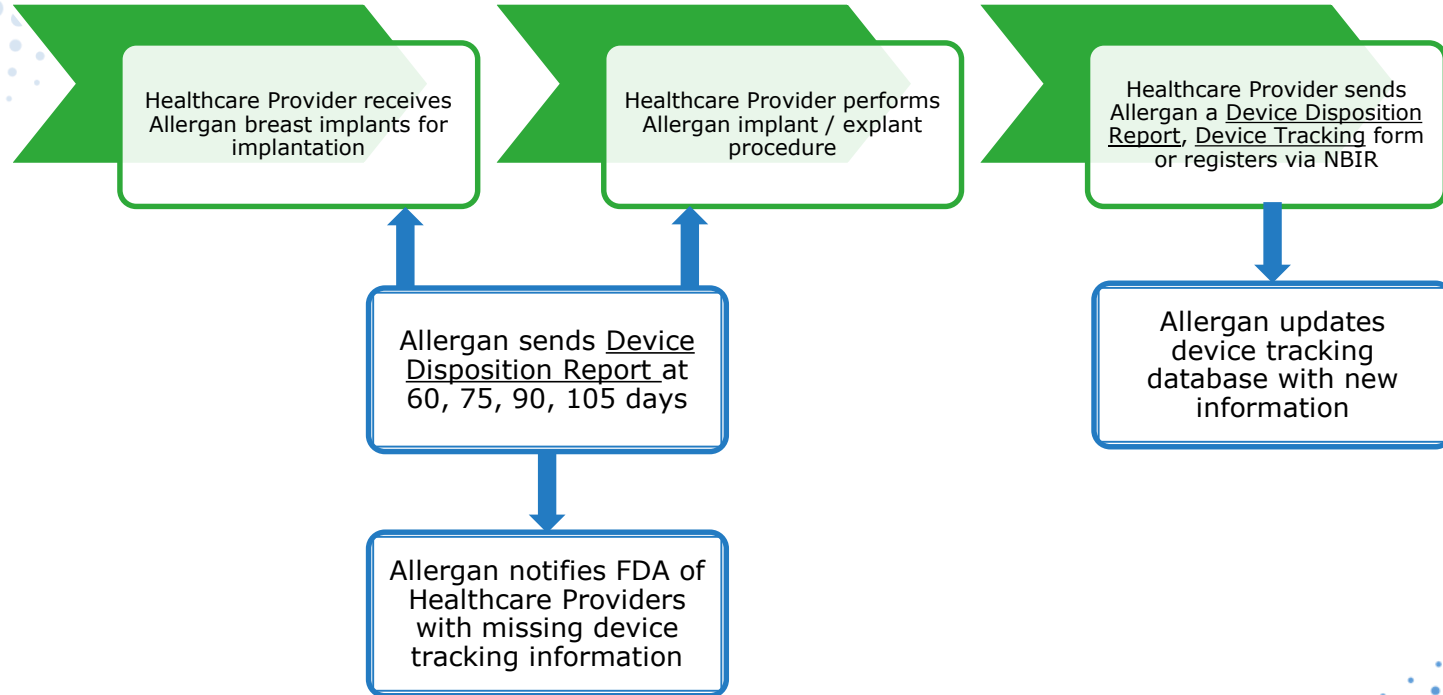 Healthcare Provider receives
Allergan breast implants for
implantation
Healthcare Provider performs
Allergan implant / explant
procedure
Healthcare Provider sends
Allergan a Device Disposition
Report, Device Tracking form
or registers via NBIR
Allergan sends Device
Disposition Report at
60, 75, 90, 105 days
Allergan updates
device tracking
database with new
information
Allergan notifies FDA of
Healthcare Providers
with missing device
tracking information